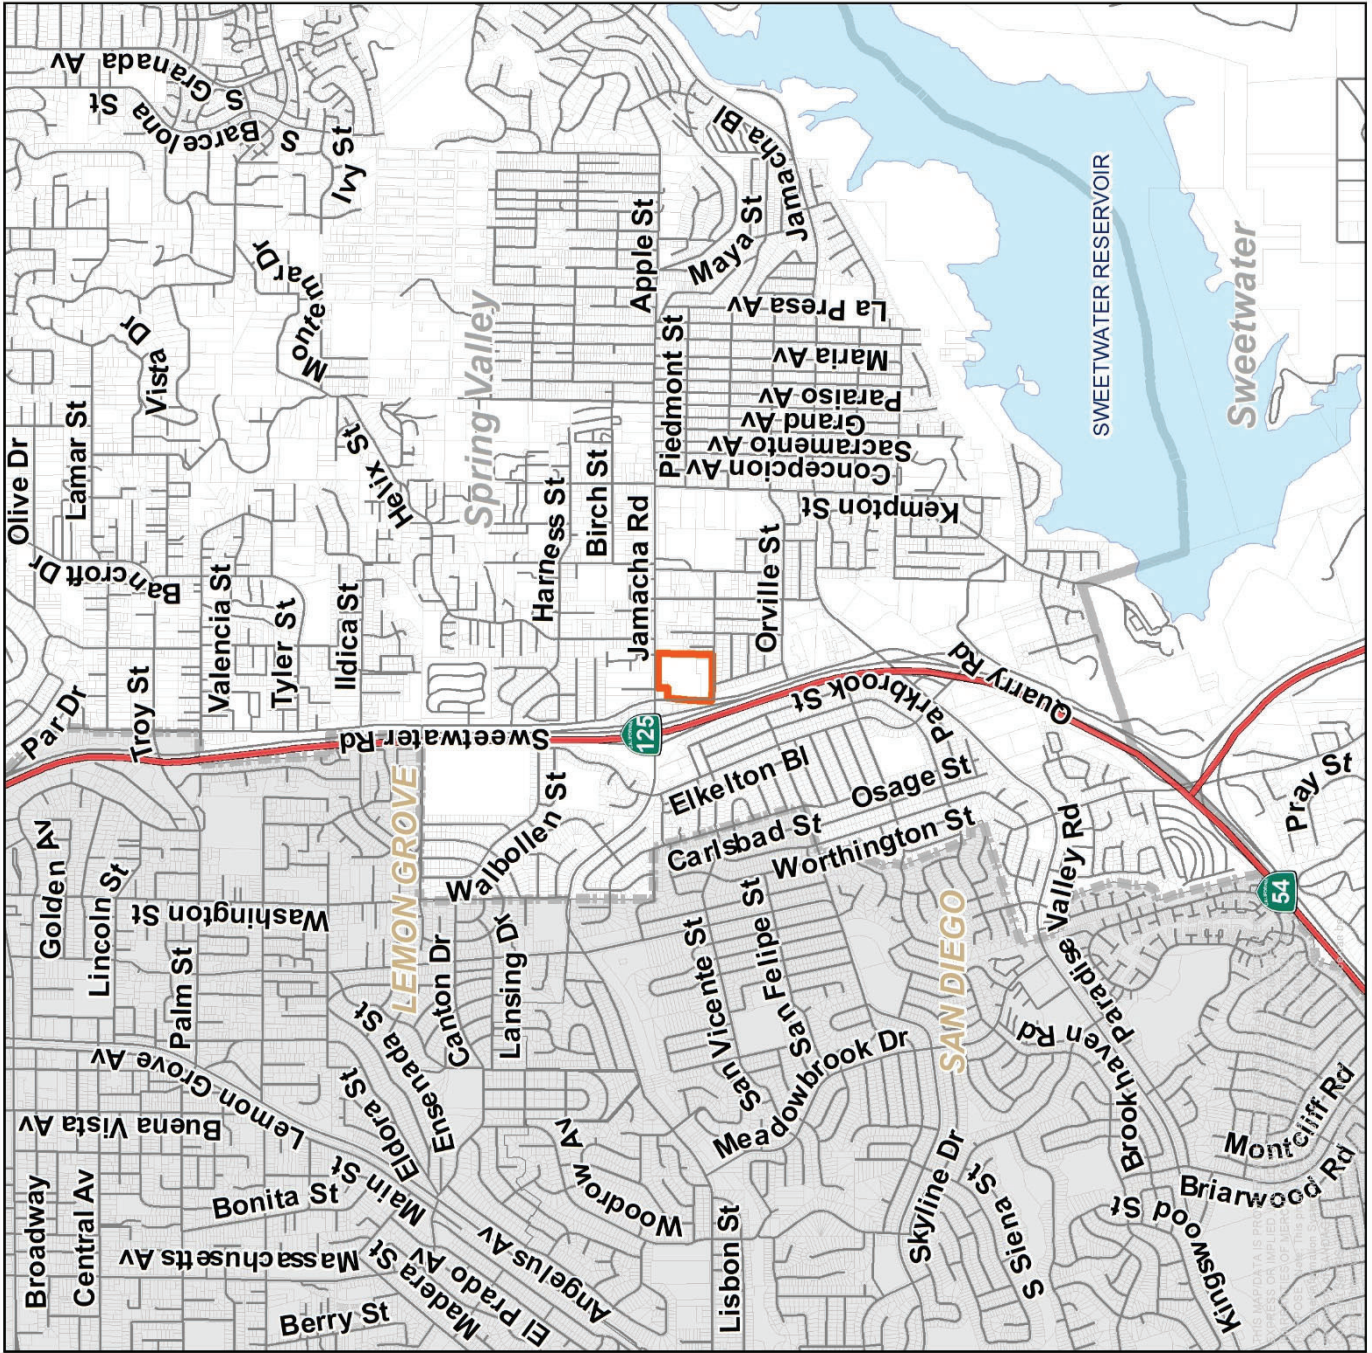 S Granada Av
S Barcelona St
Ivy St
Olive Dr
Lamar St
Vista Dr
Montemar Dr
Bancroft Dr
Helix St
Spring Valley
Valencia St
Tyler St
Ildica St
Harness St
Birch St
Jamacha Rd
Apple St
Piedmont St
Maya St
Jamacha Bl
La Presa Av
Maria Av
Paraiso Av
Grand Av
Sacramento Av
Concepcion Av
Kempton St
Orville St
SWEETWATER RESERVOIR
Sweetwater
Par Dr
Troy St
Sweetwater Rd
125
Quarry Rd
Parkbrook St
Elkelton Bl
Osage St
Carlsbad St
Worthington St
Walbollen St
LEMON GROVE
Golden Av
Lincoln St
Washington St
Palm St
Canton Dr
Lansing Dr
San Vicente St
San Felipe St
SAN DIEGO
Paradise Valley Rd
Pray St
54
Lemon Grove Av
Buena Vista Av
Eldora St
Ensenada St
Meadowbrook Dr
Brookhaven Rd
Broadway
Central Av
Bonita St
Main St
Massachusetts Av
Berry St
Madera St
El Prado Av
Angelus Av
Woodrow Av
Lisbon St
Skyline Dr
S Siena St
Kingswood St
Briarwood Rd
Montcliff Rd